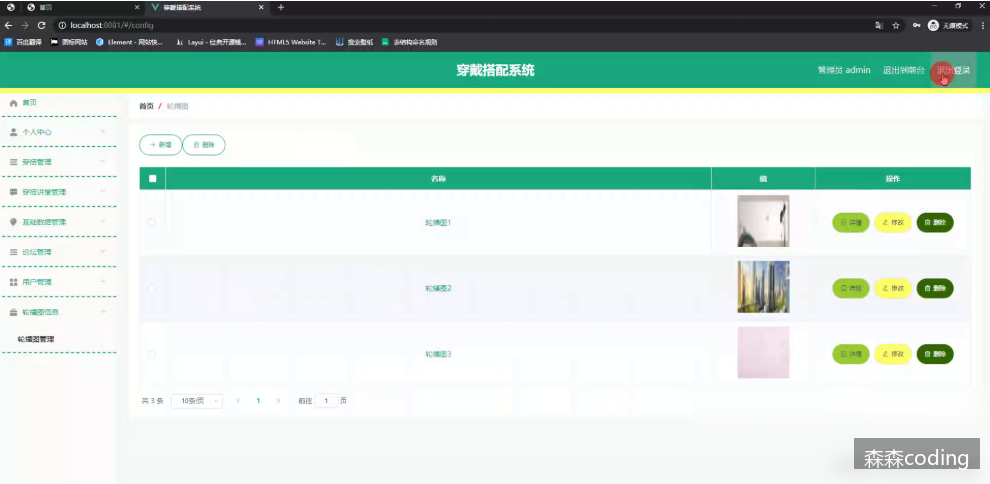 首页
穿戴搭配系统
localhost:8081/#/config
无痕模式
百度翻译
图标网站
Element - 网站快...
Layui - 经典开源模...
HTML5 Website T...
搜索壁纸
表结构命名规则
穿戴搭配系统
管理员 admin
退出到前台
退出登录
首页
个人中心
穿搭管理
穿搭讲堂管理
基础数据管理
论坛管理
用户管理
轮播图信息
轮播图管理
首页 / 轮播图
+ 新增
删除
名称 值 操作
轮播图1 详情 修改 删除
轮播图2 详情 修改 删除
轮播图3 详情 修改 删除
共 3 条 10条/页 1 前往 1 页
森森coding